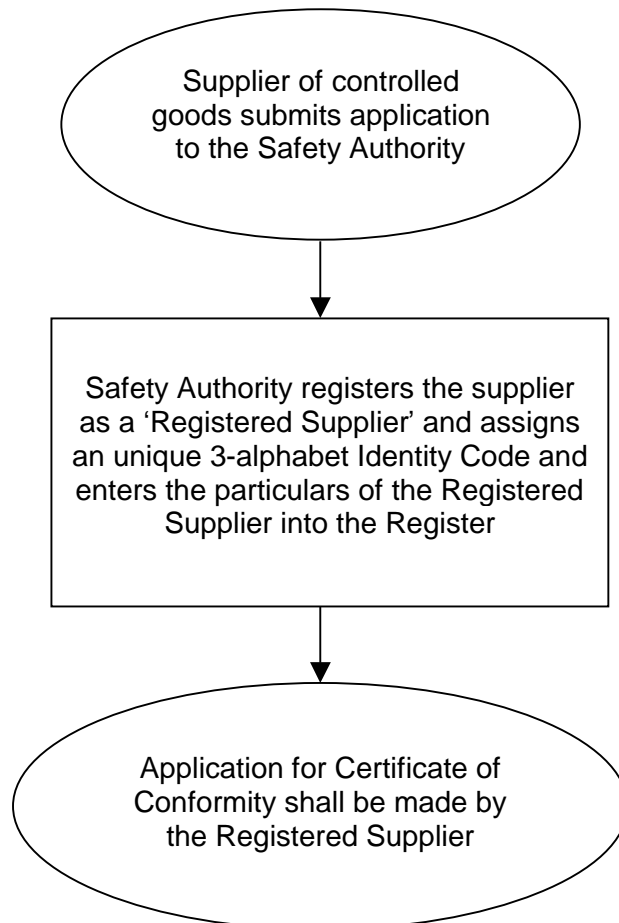 Supplier of controlled
goods submits application
to the Safety Authority
Safety Authority registers the supplier
as a ‘Registered Supplier’ and assigns
an unique 3-alphabet Identity Code and
enters the particulars of the Registered
Supplier into the Register
Application for Certificate of
Conformity shall be made by
the Registered Supplier